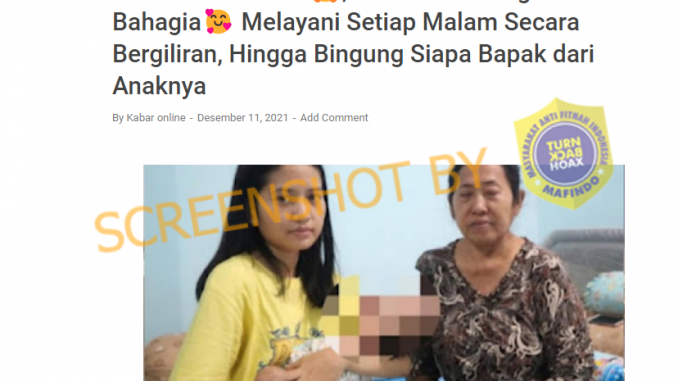 Bahagia🥰 Melayani Setiap Malam Secara
Bergiliran, Hingga Bingung Siapa Bapak dari
Anaknya
By Kabar online - Desember 11, 2021 - Add Comment
MASYARAKAT ANTI FITNAH INDONESIA
TURN
BACK
HOAX
MAFINDO
SCREENSHOT BY